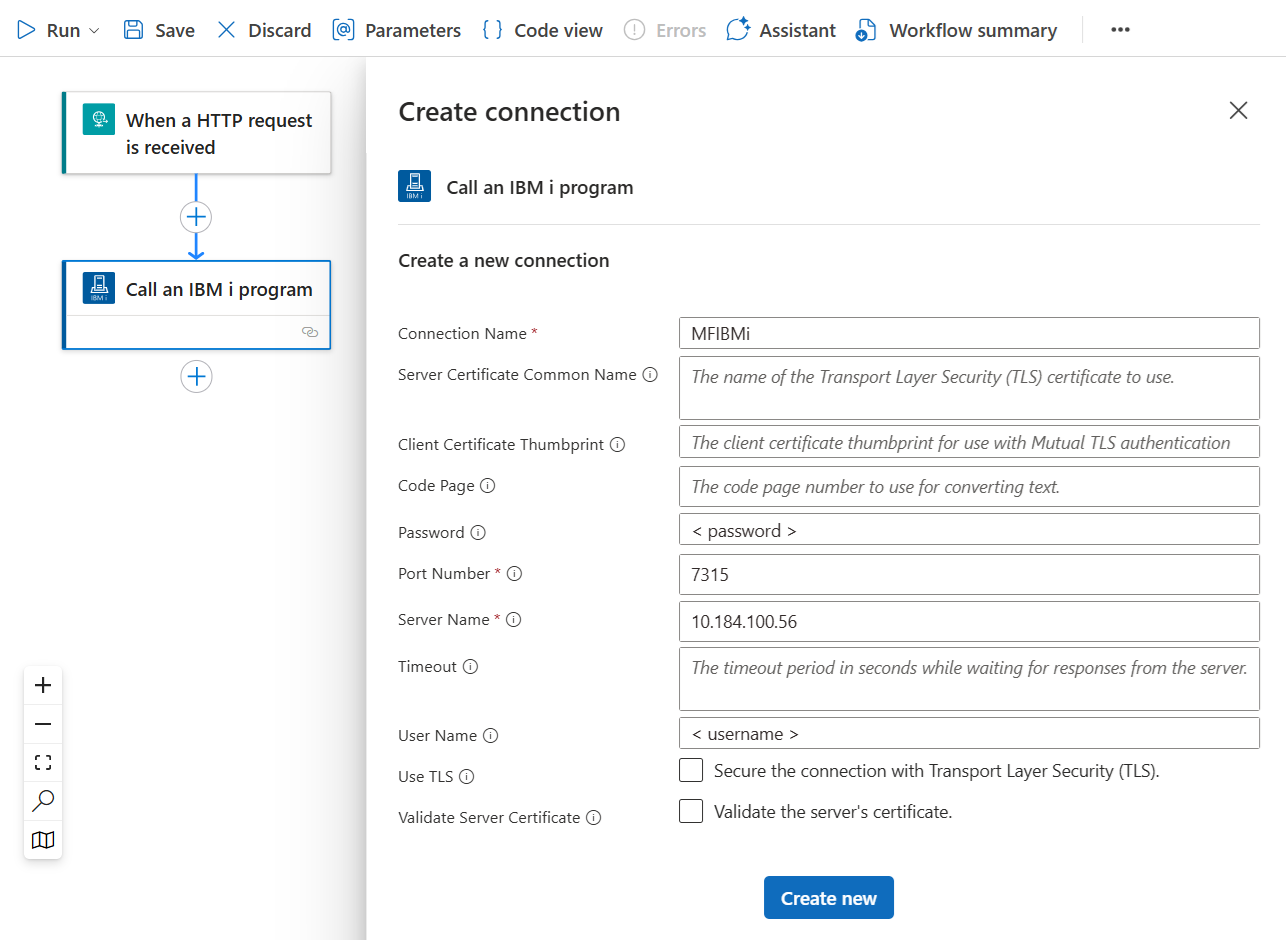 Run
Save
Discard
Parameters
Code view
Errors
Assistant
Workflow summary
When a HTTP request
is received
IBM i
Call an IBM i program
Create connection
IBM i
Call an IBM i program
Create a new connection
Connection Name *
MFIBMi
Server Certificate Common Name
The name of the Transport Layer Security (TLS) certificate to use.
Client Certificate Thumbprint
The client certificate thumbprint for use with Mutual TLS authentication
Code Page
The code page number to use for converting text.
Password
< password >
Port Number *
7315
Server Name *
10.184.100.56
Timeout
The timeout period in seconds while waiting for responses from the server.
User Name
< username >
Use TLS
Secure the connection with Transport Layer Security (TLS).
Validate Server Certificate
Validate the server's certificate.
Create new